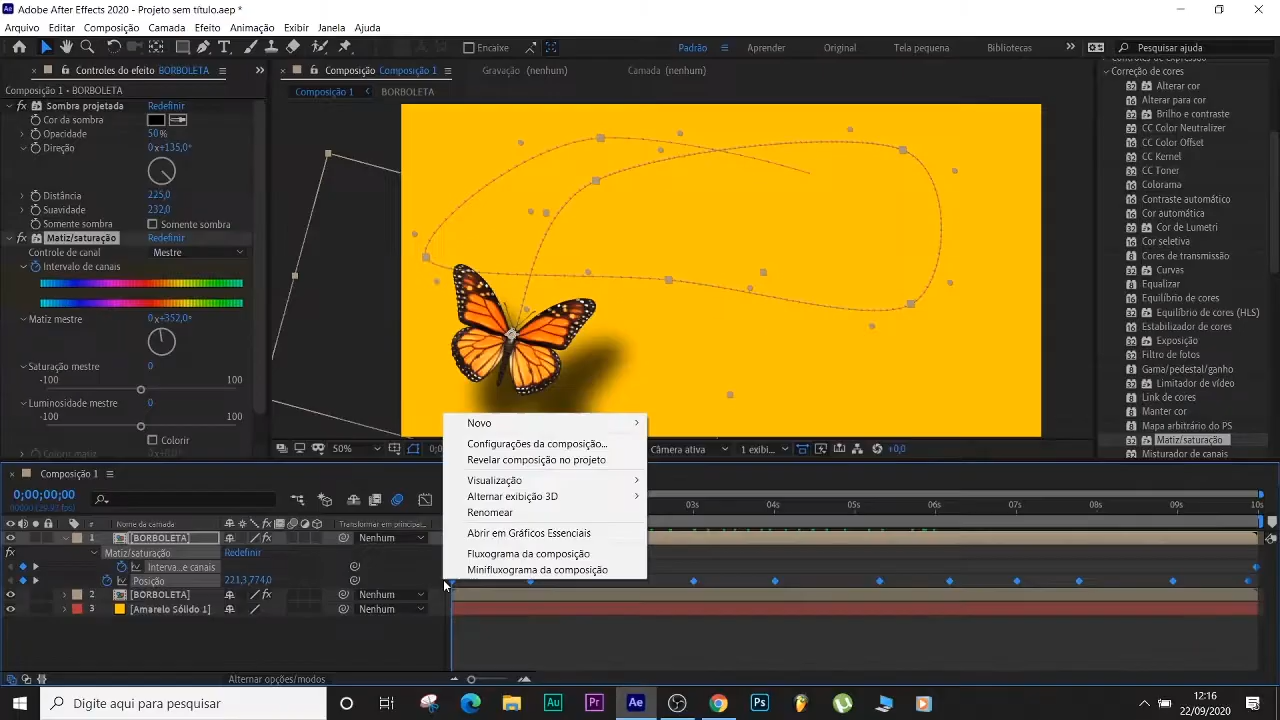 Adobe After Effects 2020 - Projeto sem título.aep *
Arquivo Editar Composição Camada Efeito Animação Exibir Janela Ajuda
Encaixe Padrão Aprender Original Tela pequena Bibliotecas Pesquisar ajuda
Controles do efeito BORBOLETA
Composição 1 • BORBOLETA
Sombra projetada Redefinir
Cor da sombra
Opacidade 50%
Direção 0x+135,0°
Distância 225,0
Suavidade 232,0
Somente sombra Somente sombra
Matiz/saturação Redefinir
Controle de canal Mestre
Intervalo de canais
Matiz mestre 0x+352,0°
Saturação mestre 0
-100 100
Luminosidade mestre 0
-100 100
Colorir
Composição Composição 1 Gravação (nenhum) Camada (nenhum)
Composição 1 BORBOLETA
50% Câmera ativa 1 exibi... +0,0
Correção de cores
Alterar cor
Alterar para cor
Brilho e contraste
CC Color Neutralizer
CC Color Offset
CC Kernel
CC Toner
Colorama
Contraste automático
Cor automática
Cor de Lumetri
Cor seletiva
Cores de transmissão
Curvas
Equalizar
Equilíbrio de cores
Equilíbrio de cores (HLS)
Estabilizador de cores
Exposição
Filtro de fotos
Gama/pedestal/ganho
Limitador de vídeo
Link de cores
Manter cor
Mapa arbitrário do PS
Matiz/saturação
Misturador de canais
Novo
Configurações da composição...
Revelar composição no projeto
Visualização
Alternar exibição 3D
Renomear
Abrir em Gráficos Essenciais
Fluxograma da composição
Minifluxograma da composição
Composição 1
0;00;00;00
03s 04s 05s 06s 07s 08s 09s 10s
Nome da camada Transformar em principal...
1 [BORBOLETA] Nenhum
Matiz/saturação Redefinir
Interva...e canais
Posição 221,3,774,0
2 [BORBOLETA] Nenhum
3 [Amarelo Sólido 1] Nenhum
Alternar opções/modos
Digite aqui para pesquisar
12:16
22/09/2020